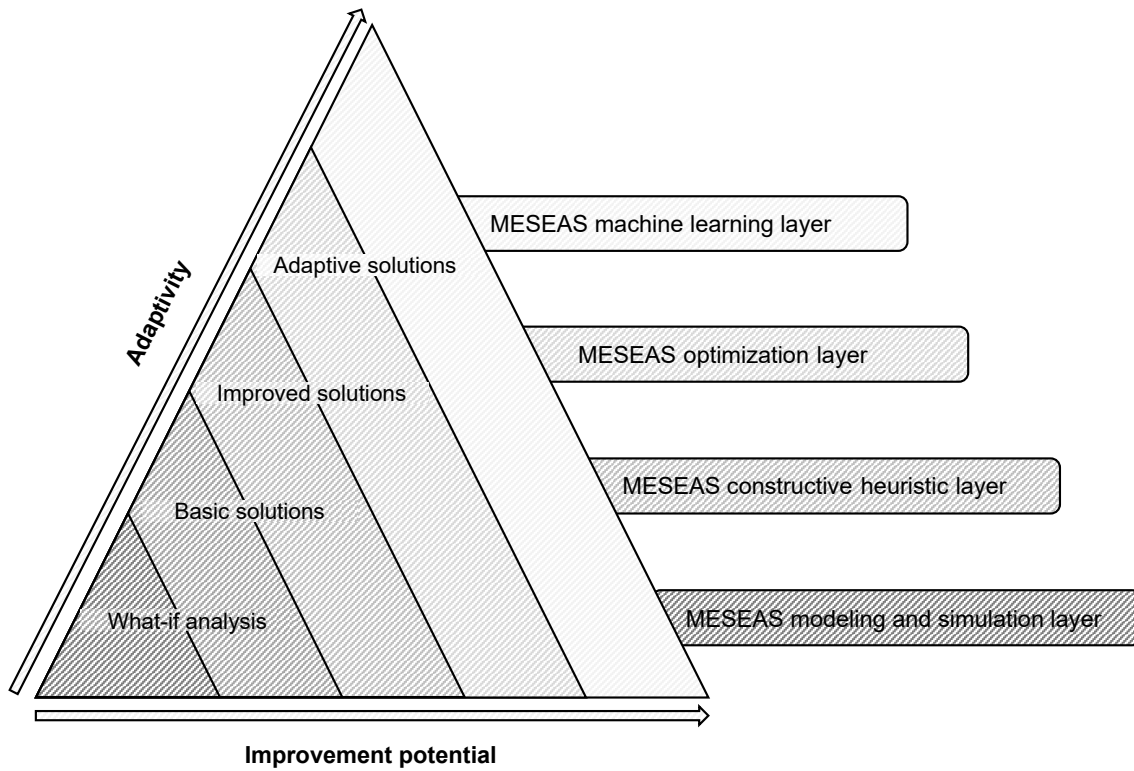 MESEAS machine learning layer
Adaptive solutions
Adaptivity
MESEAS optimization layer
Improved solutions
MESEAS constructive heuristic layer
Basic solutions
What-if analysis
MESEAS modeling and simulation layer
Improvement potential